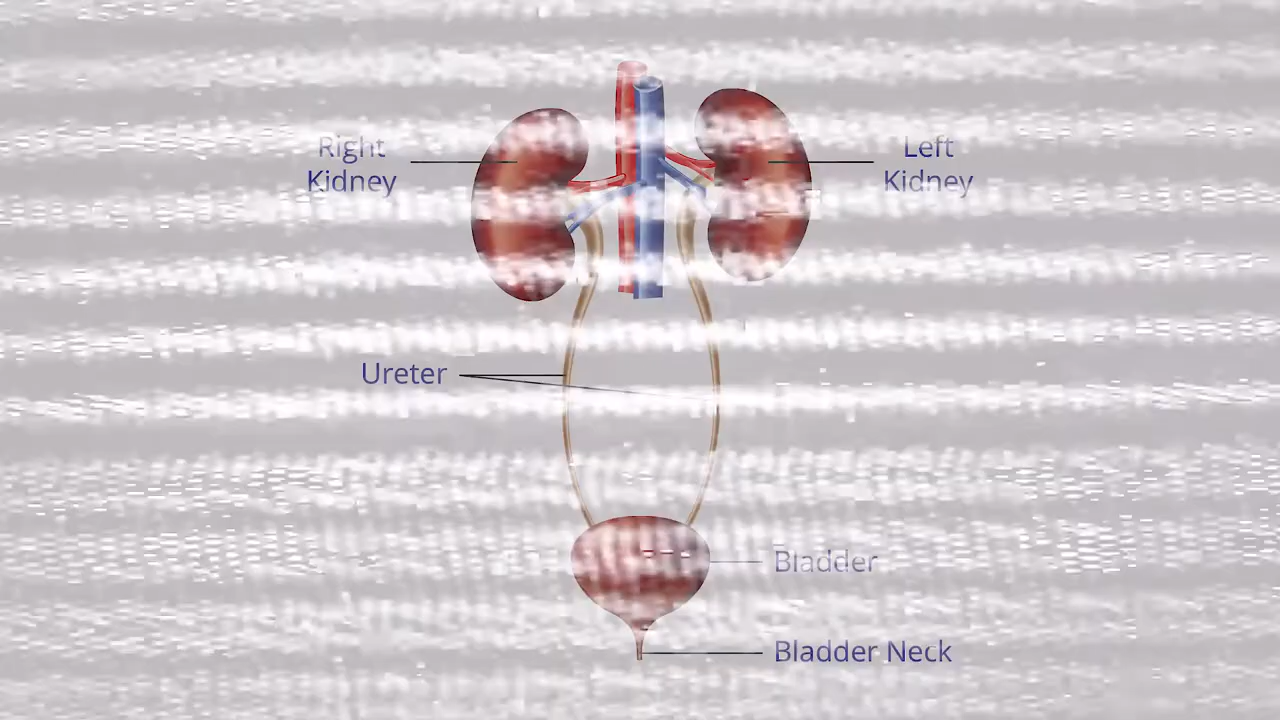 Right
Kidney
Left
Kidney
Ureter
Bladder
Bladder Neck